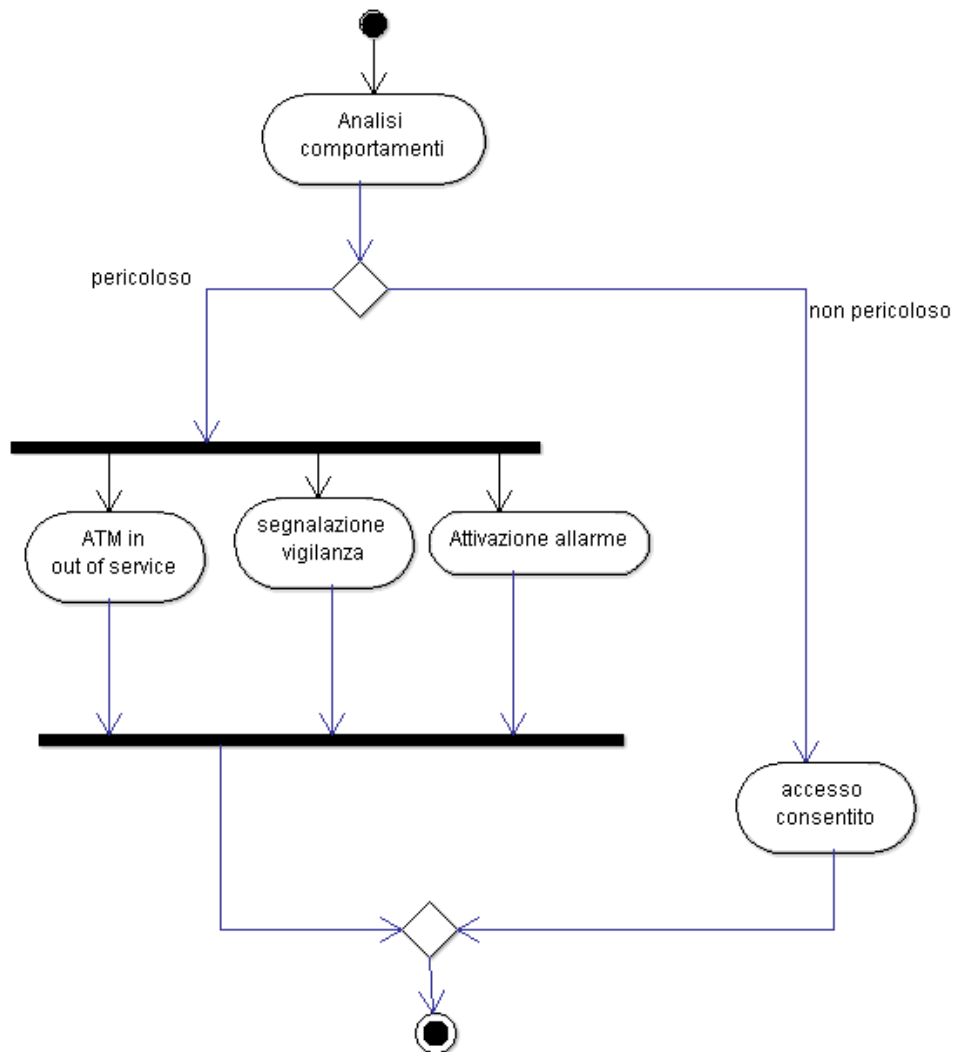 Analisi
comportamenti
pericoloso
non pericoloso
ATM in
out of service
segnalazione
vigilanza
Attivazione allarme
accesso
consentito